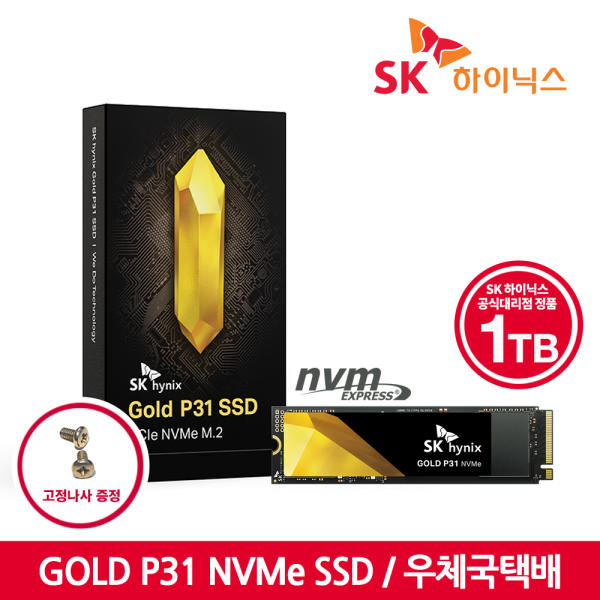 SK 하이닉스
SK hynix Gold P31 SSD | We Do Technology
SK hynix
Gold P31 SSD
PCIe NVMe M.2
SK 하이닉스
공식대리점 정품
1TB
nvm
EXPRESS®
SK hynix
GOLD P31 NVMe
고정나사 증정
GOLD P31 NVMe SSD / 우체국택배